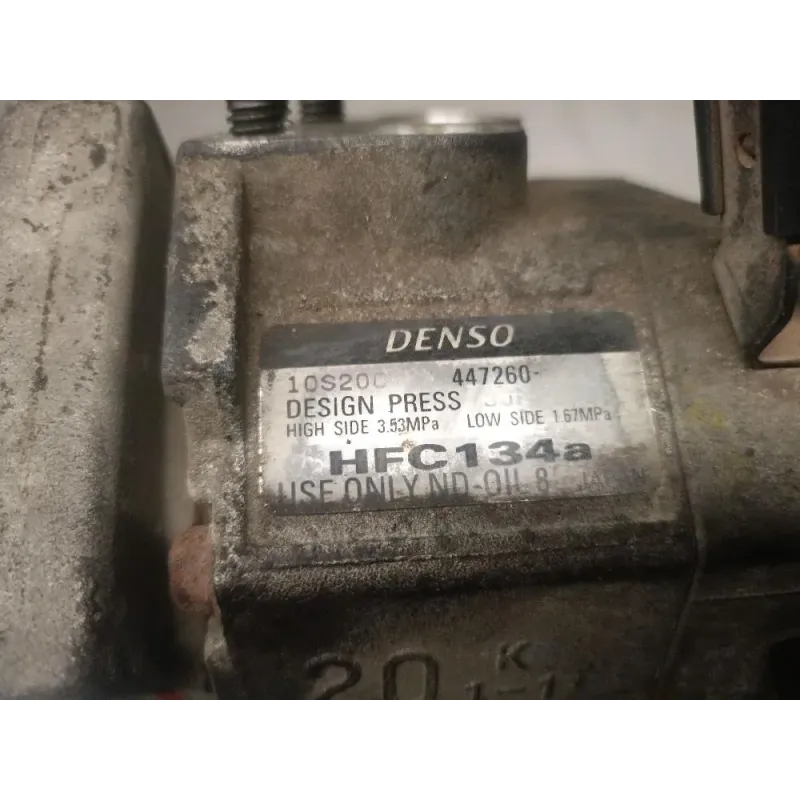 DENSO
447260-
DESIGN PRESS
HIGH SIDE 3.53MPa LOW SIDE 1.67MPa
HFC134a
USE ONLY ND-OIL 8 JAPAN
20 K